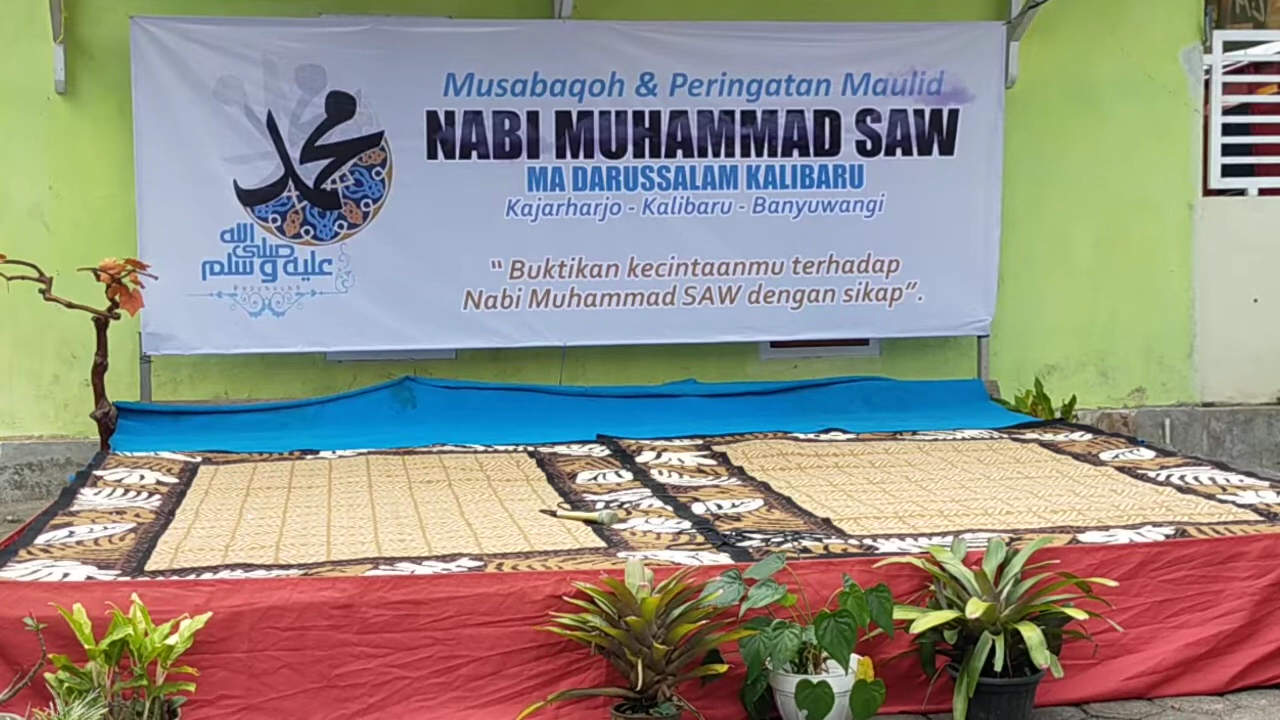 محمد
صلى الله
عليه وسلم
Musabaqoh & Peringatan Maulid
NABI MUHAMMAD SAW
MA DARUSSALAM KALIBARU
Kajarharjo - Kalibaru - Banyuwangi
“ Buktikan kecintaanmu terhadap
Nabi Muhammad SAW dengan sikap”.